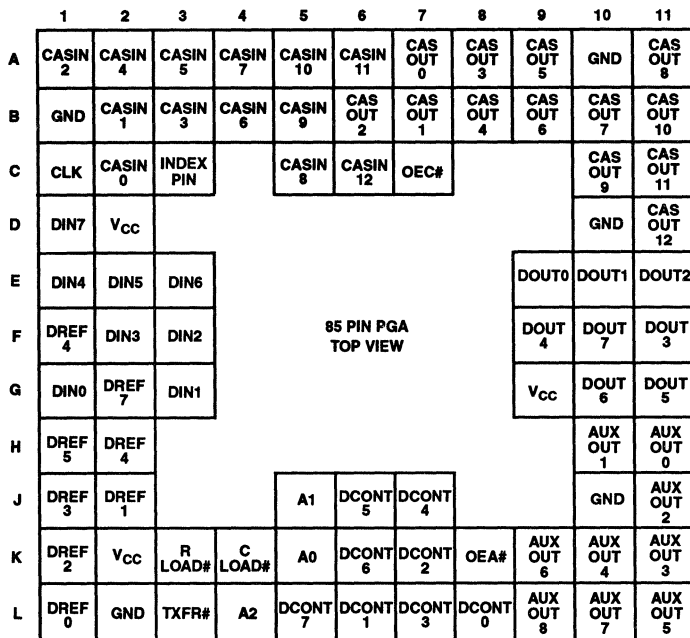 1 2 3 4 5 6 7 8 9 10 11
A CASIN 2 CASIN 4 CASIN 5 CASIN 7 CASIN 10 CASIN 11 CAS OUT 0 CAS OUT 3 CAS OUT 5 GND CAS OUT 8
B GND CASIN 1 CASIN 3 CASIN 6 CASIN 9 CAS OUT 2 CAS OUT 1 CAS OUT 4 CAS OUT 6 CAS OUT 7 CAS OUT 10
C CLK CASIN 0 INDEX PIN CASIN 8 CASIN 12 OEC# CAS OUT 9 CAS OUT 11
D DIN7 VCC GND CAS OUT 12
E DIN4 DIN5 DIN6 DOUT0 DOUT1 DOUT2
F DREF 4 DIN3 DIN2 85 PIN PGA TOP VIEW DOUT 4 DOUT 7 DOUT 3
G DIN0 DREF 7 DIN1 VCC DOUT 6 DOUT 5
H DREF 5 DREF 4 AUX OUT 1 AUX OUT 0
J DREF 3 DREF 1 A1 DCONT 5 DCONT 4 GND AUX OUT 2
K DREF 2 VCC R LOAD# C LOAD# A0 DCONT 6 DCONT 2 OEA# AUX OUT 6 AUX OUT 4 AUX OUT 3
L DREF 0 GND TXFR# A2 DCONT 7 DCONT 1 DCONT 3 DCONT 0 AUX OUT 8 AUX OUT 7 AUX OUT 5